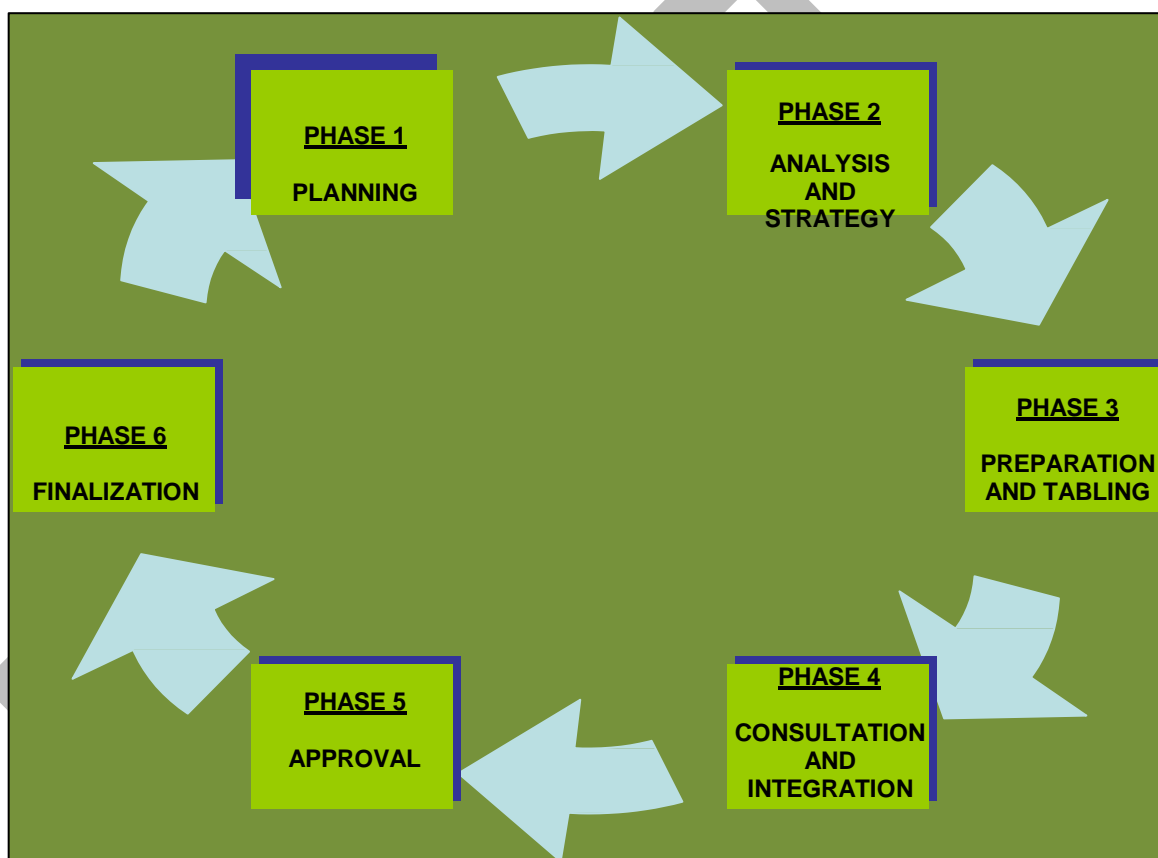 PHASE 1
PLANNING
PHASE 2
ANALYSIS
AND
STRATEGY
PHASE 3
PREPARATION
AND TABLING
PHASE 4
CONSULTATION
AND
INTEGRATION
PHASE 5
APPROVAL
PHASE 6
FINALIZATION